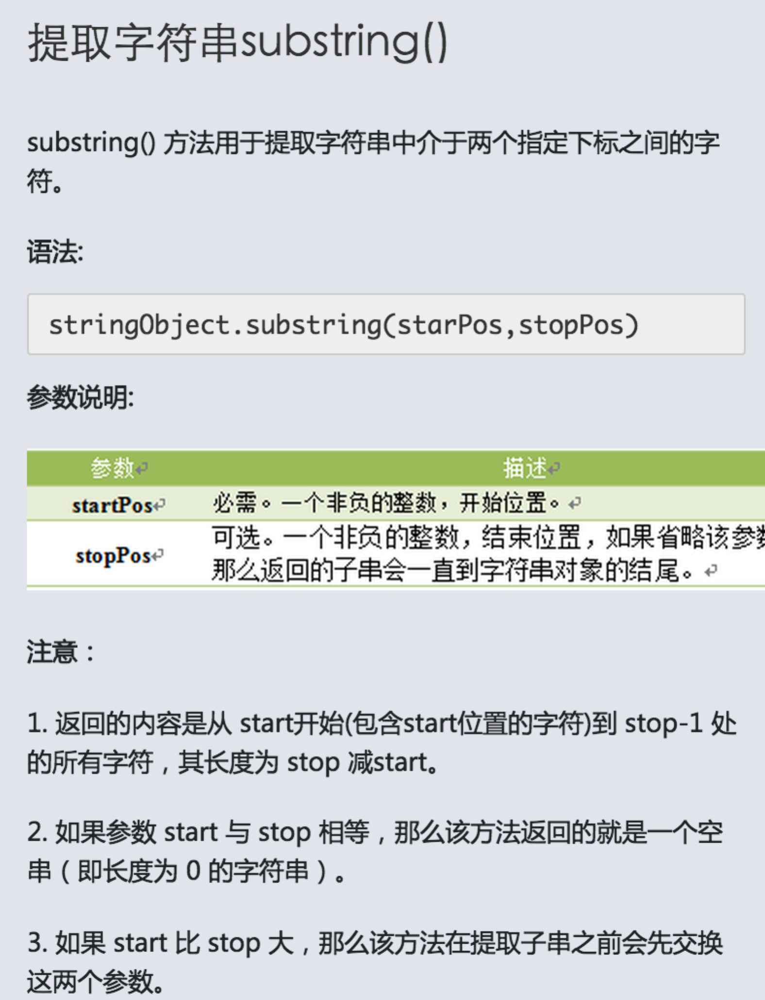 提取字符串substring()
substring() 方法用于提取字符串中介于两个指定下标之间的字
符。
语法:
stringObject.substring(starPos,stopPos)
参数说明:
参数 描述
startPos 必需。一个非负的整数，开始位置。
stopPos 可选。一个非负的整数，结束位置，如果省略该参数
那么返回的子串会一直到字符串对象的结尾。
注意：
1. 返回的内容是从 start开始(包含start位置的字符)到 stop-1 处
的所有字符，其长度为 stop 减start。
2. 如果参数 start 与 stop 相等，那么该方法返回的就是一个空
串（即长度为 0 的字符串）。
3. 如果 start 比 stop 大，那么该方法在提取子串之前会先交换
这两个参数。